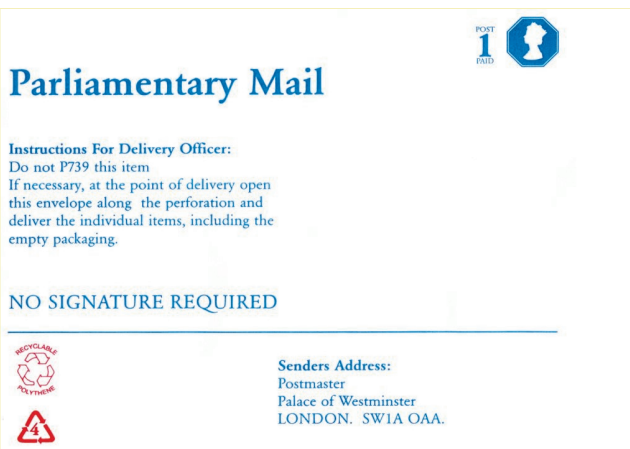 POST
1
PAID
Parliamentary Mail
Instructions For Delivery Officer:
Do not P739 this item
If necessary, at the point of delivery open
this envelope along the perforation and
deliver the individual items, including the
empty packaging.
NO SIGNATURE REQUIRED
RECYCLABLE
POLYTHENE
4
Senders Address:
Postmaster
Palace of Westminster
LONDON. SW1A OAA.